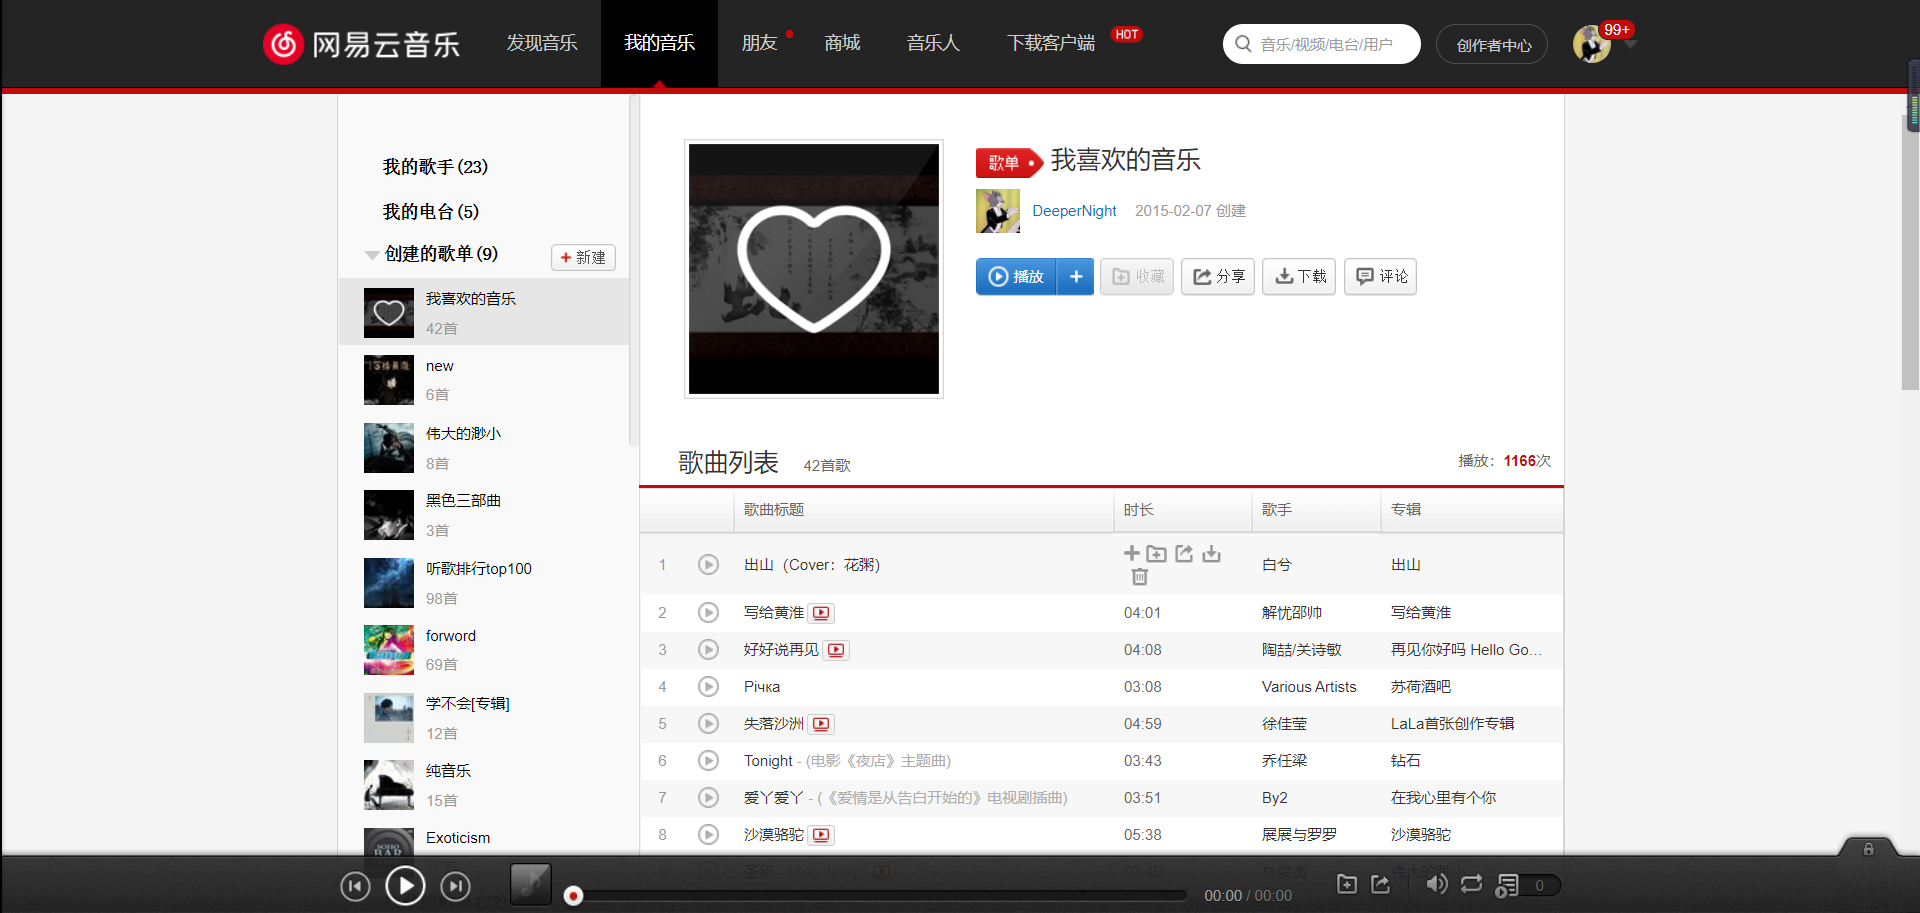 网易云音乐
发现音乐
我的音乐
朋友
商城
音乐人
下载客户端
HOT
音乐/视频/电台/用户
创作者中心
99+
我的歌手(23)
我的电台(5)
创建的歌单(9)
新建
我喜欢的音乐
42首
new
6首
伟大的渺小
8首
黑色三部曲
3首
听歌排行top100
98首
forword
69首
学不会[专辑]
12首
纯音乐
15首
Exoticism
歌单
我喜欢的音乐
DeeperNight 2015-02-07 创建
播放
+
收藏
分享
下载
评论
歌曲列表 42首歌 播放：1166次
歌曲标题 时长 歌手 专辑
1 出山（Cover：花粥） 白兮 出山
2 写给黄淮 04:01 解忧邵帅 写给黄淮
3 好好说再见 04:08 陶喆/关诗敏 再见你好吗 Hello Go...
4 Річка 03:08 Various Artists 苏荷酒吧
5 失落沙洲 04:59 徐佳莹 LaLa首张创作专辑
6 Tonight - (电影《夜店》主题曲) 03:43 乔任梁 钻石
7 爱丫爱丫 - (《爱情是从告白开始的》电视剧插曲) 03:51 By2 在我心里有个你
8 沙漠骆驼 05:38 展展与罗罗 沙漠骆驼
00:00 / 00:00
0